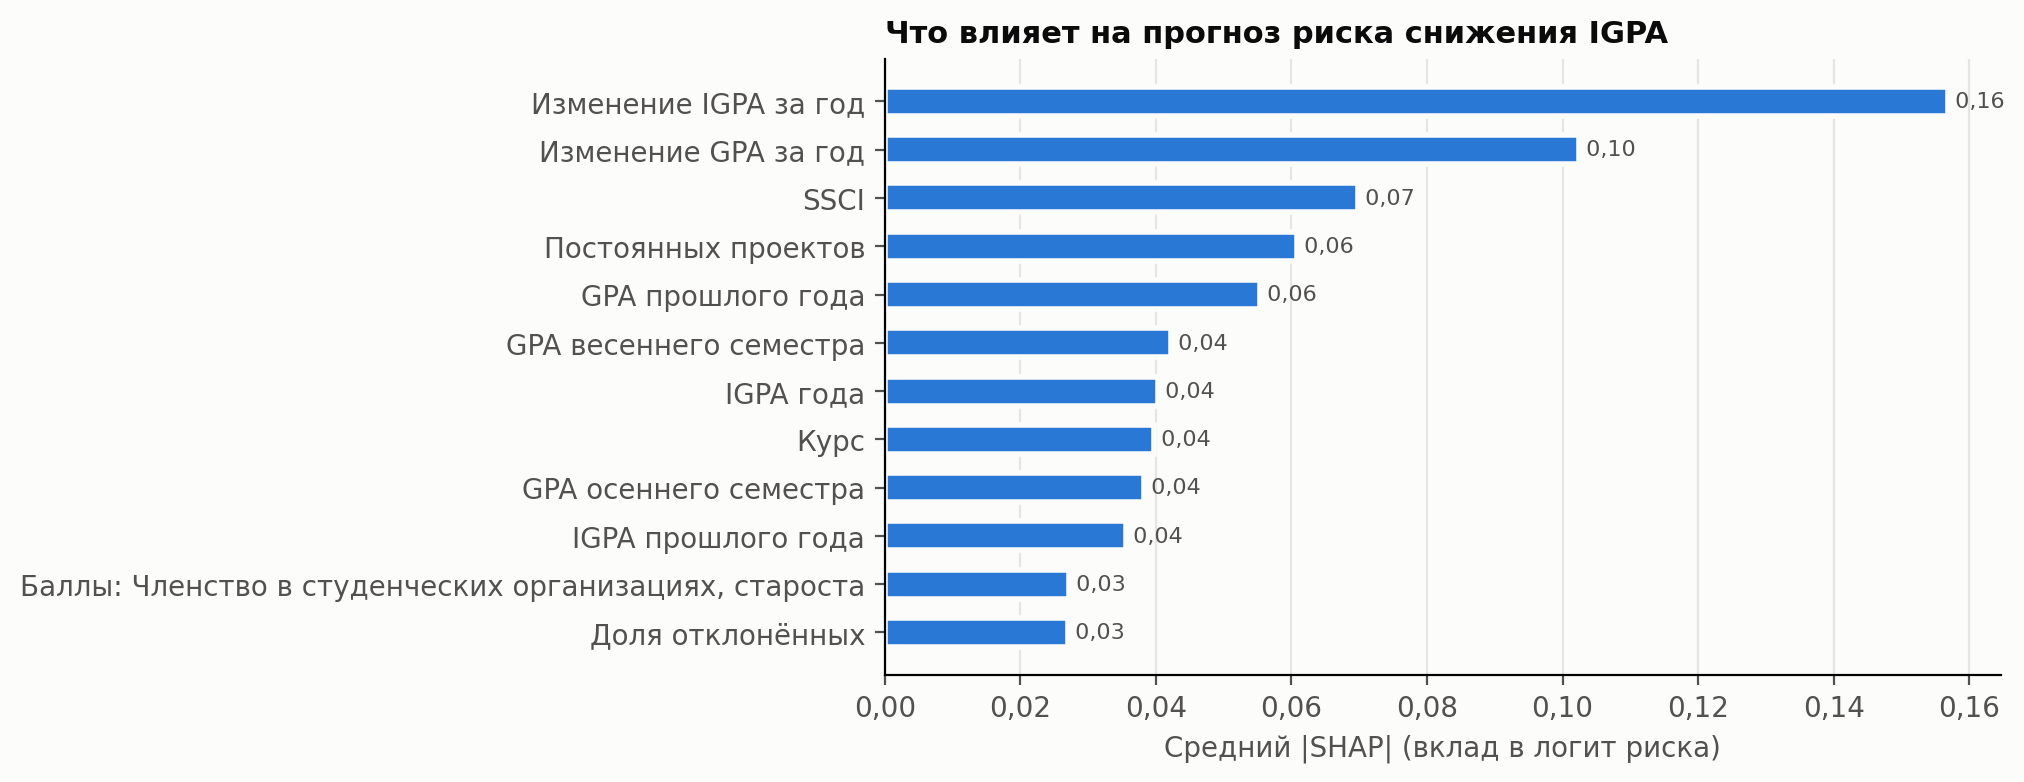 Что влияет на прогноз риска снижения IGPA
Изменение IGPA за год 0,16
Изменение GPA за год 0,10
SSCI 0,07
Постоянных проектов 0,06
GPA прошлого года 0,06
GPA весеннего семестра 0,04
IGPA года 0,04
Курс 0,04
GPA осеннего семестра 0,04
IGPA прошлого года 0,04
Баллы: Членство в студенческих организациях, староста 0,03
Доля отклонённых 0,03
0,00 0,02 0,04 0,06 0,08 0,10 0,12 0,14 0,16
Средний |SHAP| (вклад в логит риска)